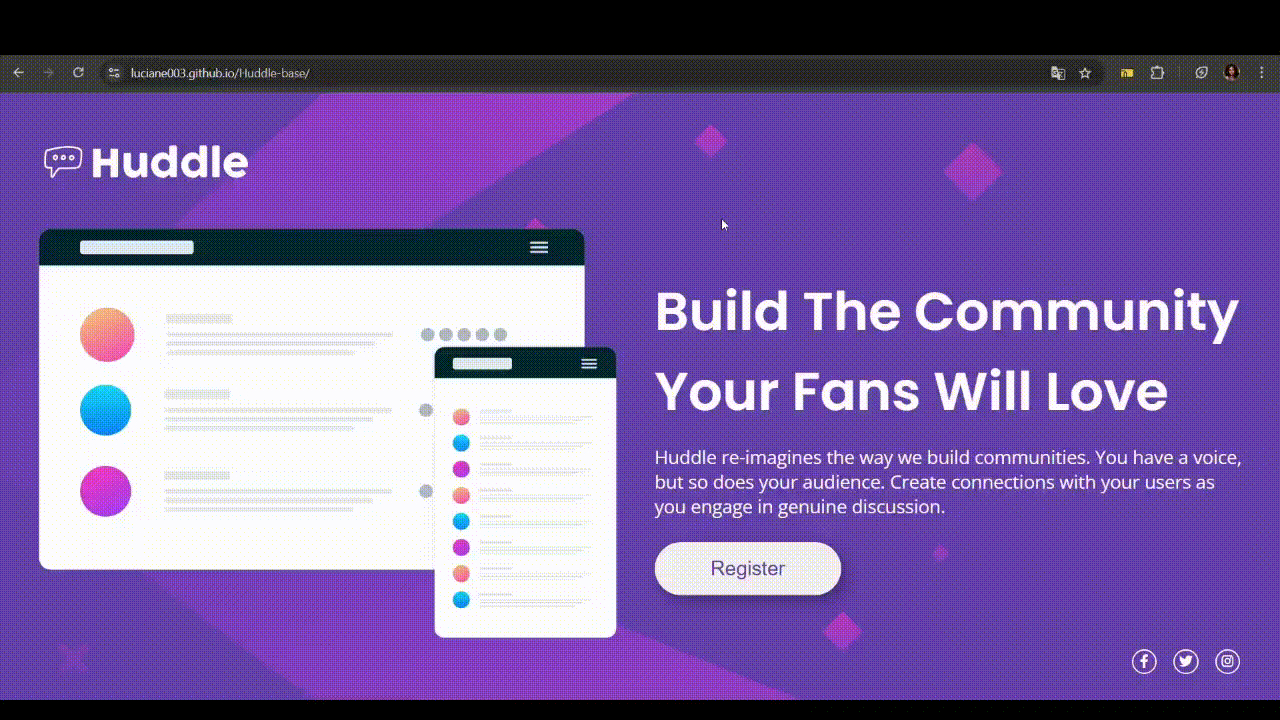 luciane003.github.io/Huddle-base/
Huddle
Build The Community
Your Fans Will Love
Huddle re-imagines the way we build communities. You have a voice,
but so does your audience. Create connections with your users as
you engage in genuine discussion.
Register